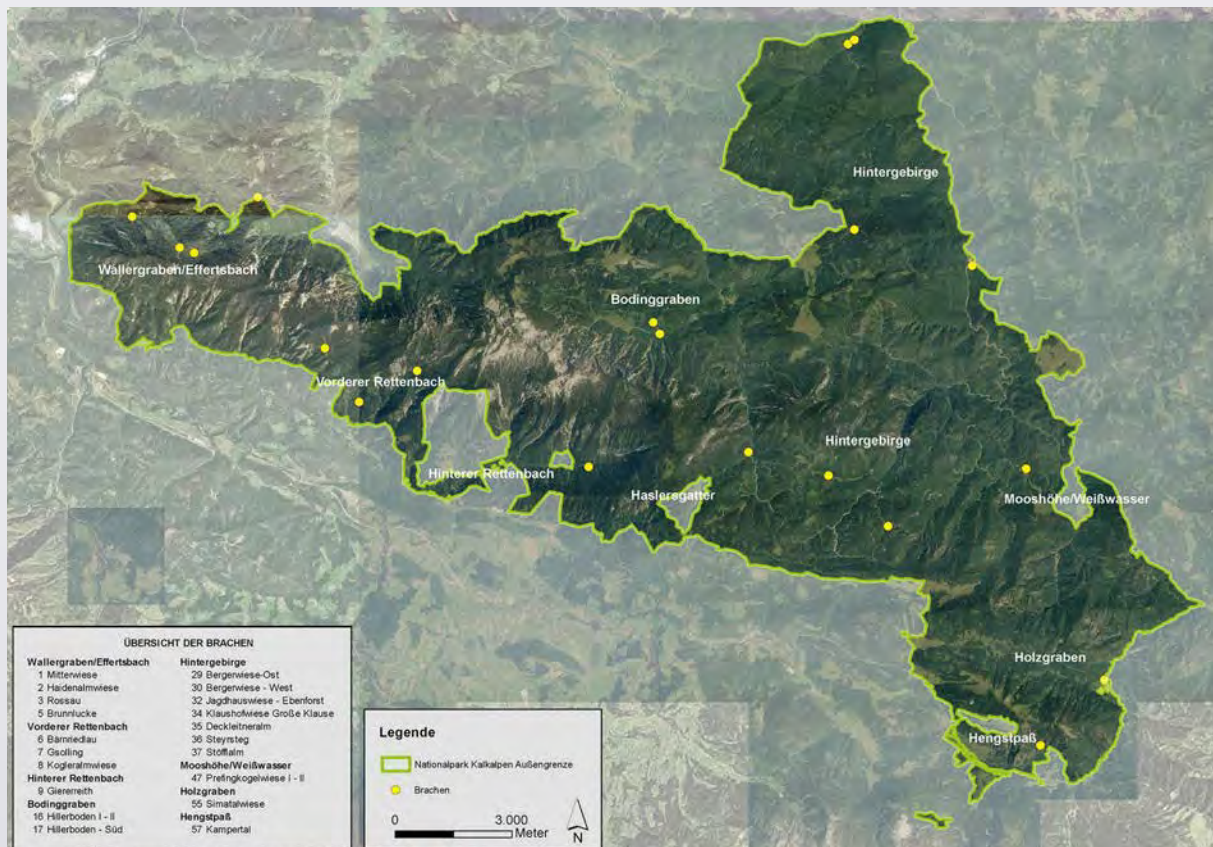 Hintergebirge
Wallergraben/Effertsbach
Bodinggraben
Vorderer Rettenbach
Hintergebirge
Hinterer Rettenbach
Haslersgatter
Mooshöhe/Weißwasser
Holzgraben
Hengstpaß
ÜBERSICHT DER BRACHEN
Wallergraben/Effertsbach
1 Mitterwiese
2 Haidenalmwiese
3 Rossau
5 Brunnlucke
Vorderer Rettenbach
6 Bärnriedlau
7 Gsolling
8 Kogleralmwiese
Hinterer Rettenbach
9 Giererreith
Bodinggraben
16 Hillerboden I - II
17 Hillerboden - Süd
Hintergebirge
29 Bergerwiese-Ost
30 Bergerwiese - West
32 Jagdhauswiese - Ebenforst
34 Klaushofwiese Große Klause
35 Deckleitneralm
36 Steyrsteg
37 Stöfflalm
Mooshöhe/Weißwasser
47 Prefingkogelwiese I - II
Holzgraben
55 Simatalwiese
Hengstpaß
57 Kampertal
Legende
Nationalpark Kalkalpen Außengrenze
Brachen
0 3.000
Meter
N